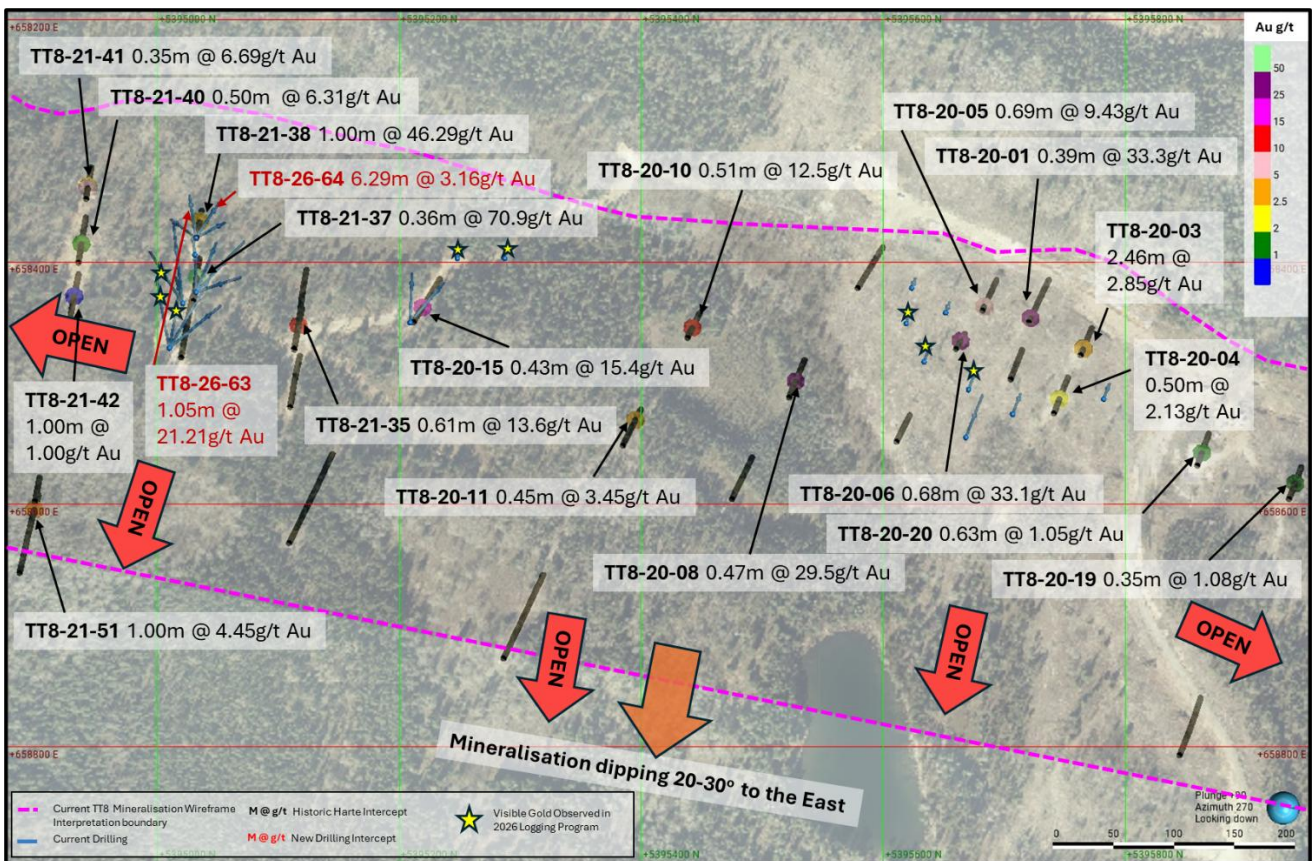 +658200 E
+5395000 N
+5395200 N
+5395400 N
+5395600 N
+5395800 N
Au g/t
50
25
15
10
5
2.5
2
1
TT8-21-41 0.35m @ 6.69g/t Au
TT8-21-40 0.50m @ 6.31g/t Au
TT8-21-38 1.00m @ 46.29g/t Au
TT8-26-64 6.29m @ 3.16g/t Au
TT8-21-37 0.36m @ 70.9g/t Au
TT8-20-10 0.51m @ 12.5g/t Au
TT8-20-05 0.69m @ 9.43g/t Au
TT8-20-01 0.39m @ 33.3g/t Au
TT8-20-03
2.46m @
2.85g/t Au
+658400 E
+658400 E
OPEN
TT8-21-42
1.00m @
1.00g/t Au
TT8-26-63
1.05m @
21.21g/t Au
TT8-20-15 0.43m @ 15.4g/t Au
TT8-21-35 0.61m @ 13.6g/t Au
TT8-20-04
0.50m @
2.13g/t Au
TT8-20-11 0.45m @ 3.45g/t Au
TT8-20-06 0.68m @ 33.1g/t Au
TT8-20-20 0.63m @ 1.05g/t Au
TT8-20-08 0.47m @ 29.5g/t Au
TT8-20-19 0.35m @ 1.08g/t Au
+658600 E
+658600 E
OPEN
TT8-21-51 1.00m @ 4.45g/t Au
OPEN
OPEN
OPEN
Mineralisation dipping 20-30° to the East
+658800 E
+658800 E
Current TT8 Mineralisation Wireframe
Interpretation boundary
Current Drilling
M @ g/t Historic Harte Intercept
M @ g/t New Drilling Intercept
Visible Gold Observed in
2026 Logging Program
Plunge +90
Azimuth 270
Looking down
0 50 100 150 200
+5395000 N
+5395200 N
+5395400 N
+5395600 N
+5395800 N